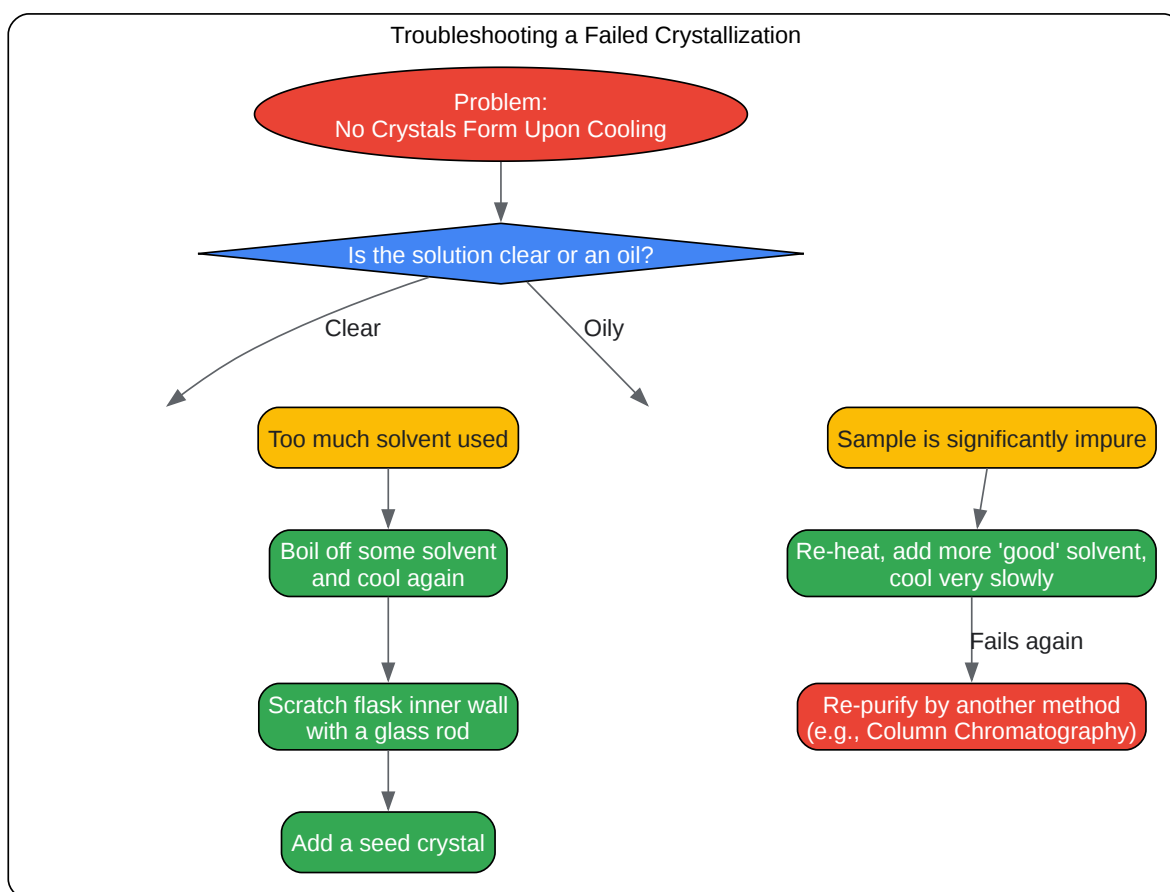 Troubleshooting a Failed Crystallization
Problem:
No Crystals Form Upon Cooling
Is the solution clear or an oil?
Clear
Oily
Too much solvent used
Sample is significantly impure
Boil off some solvent
and cool again
Re-heat, add more 'good' solvent,
cool very slowly
Fails again
Scratch flask inner wall
with a glass rod
Re-purify by another method
(e.g., Column Chromatography)
Add a seed crystal